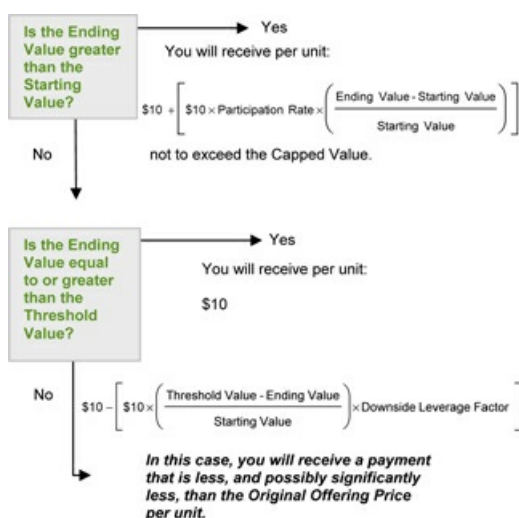 Is the Ending
Value greater
than the
Starting
Value?
Yes
You will receive per unit:
$10 + [$10 × Participation Rate × (Ending Value - Starting Value / Starting Value)]
No
not to exceed the Capped Value.
Is the Ending
Value equal
to or greater
than the
Threshold
Value?
Yes
You will receive per unit:
$10
No
$10 − [$10 × (Threshold Value - Ending Value / Starting Value) × Downside Leverage Factor]
In this case, you will receive a payment
that is less, and possibly significantly
less, than the Original Offering Price
per unit.